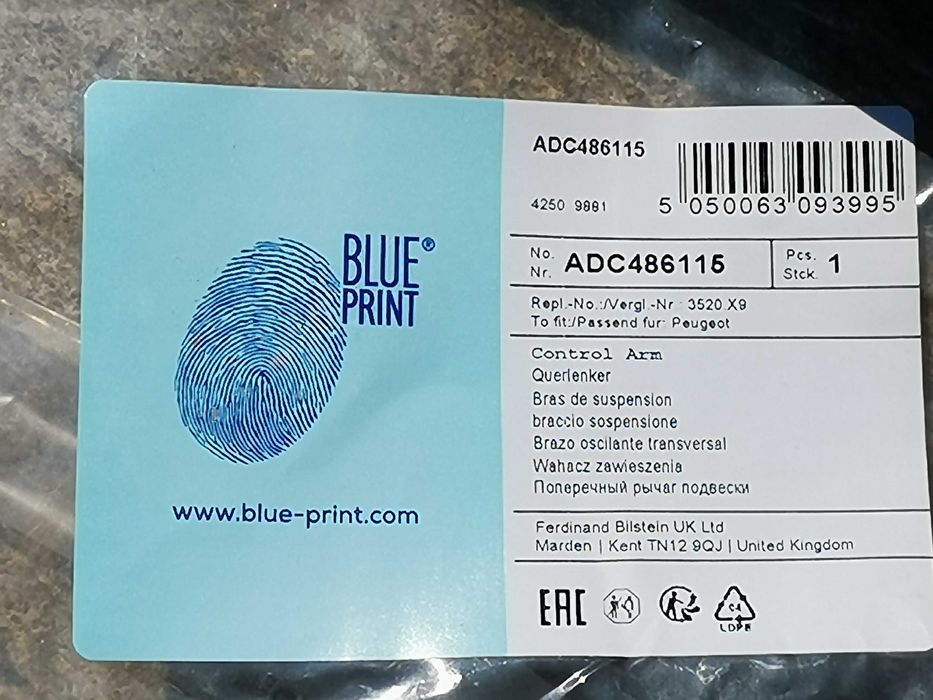 BLUE®
PRINT
www.blue-print.com
ADC486115
4250 9881
5 050063 093995
No.
Nr. ADC486115
Pcs.
Stck. 1
Repl.-No.:/Vergl.-Nr.: 3520.X9
To fit:/Passend fur: Peugeot
Control Arm
Querlenker
Bras de suspension
braccio sospensione
Brazo oscilante transversal
Wahacz zawieszenia
Поперечный рычаг подвески
Ferdinand Bilstein UK Ltd
Marden | Kent TN12 9QJ | United Kingdom
EAC
04
LDPE